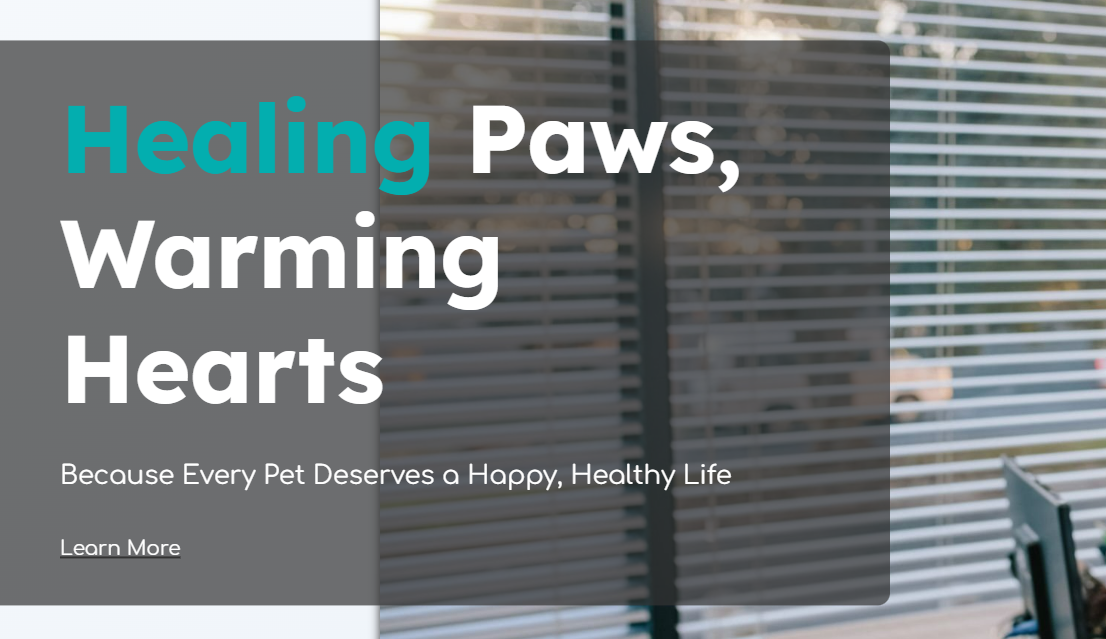 Healing Paws,
Warming
Hearts
Because Every Pet Deserves a Happy, Healthy Life
Learn More